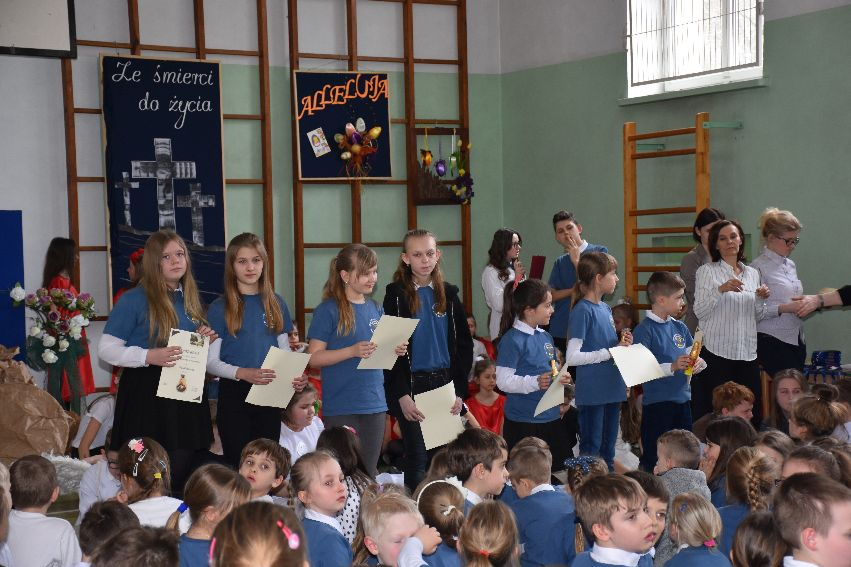 Ze śmierci
do życia
ALLELUJA